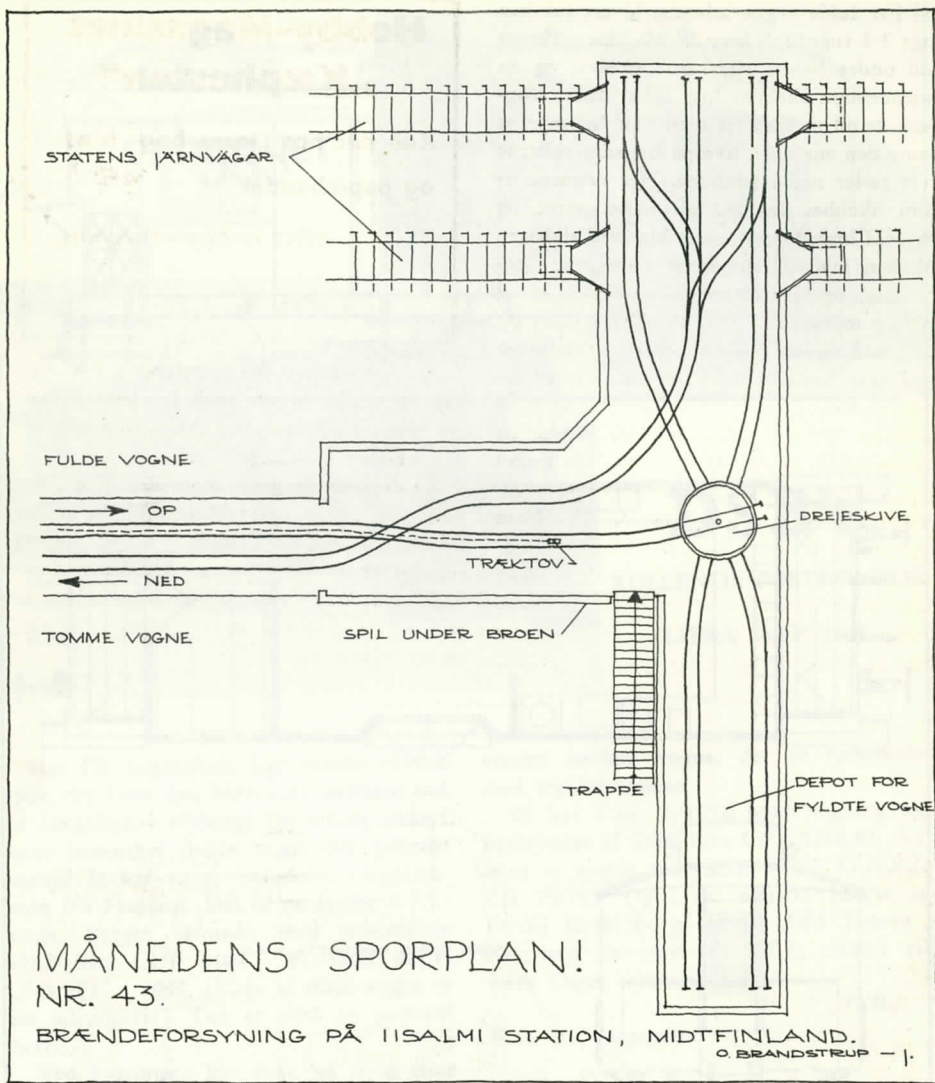 STATENS JÄRNVÄGAR
FULDE VOGNE
OP
DREJESKIVE
TRÆKTOV
NED
TOMME VOGNE
SPIL UNDER BROEN
TRAPPE
DEPOT FOR
FYLDTE VOGNE
MÅNEDENS SPORPLAN!
NR. 43.
BRÆNDEFORSYNING PÅ IISALMI STATION, MIDTFINLAND.
O. BRANDSTRUP